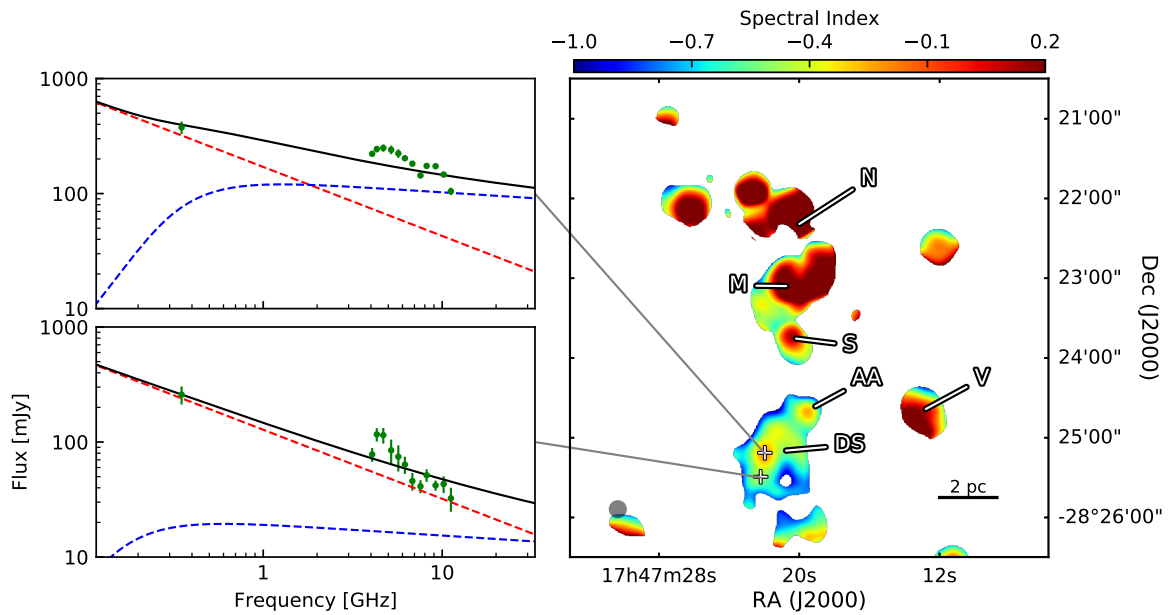 Spectral Index
−1.0 −0.7 −0.4 −0.1 0.2
1000
100
10
1000
100
10
1 10
Flux [mJy]
Frequency [GHz]
N
M
S
AA
V
DS
2 pc
21'00"
22'00"
23'00"
24'00"
25'00"
-28°26'00"
Dec (J2000)
17h47m28s 20s 12s
RA (J2000)